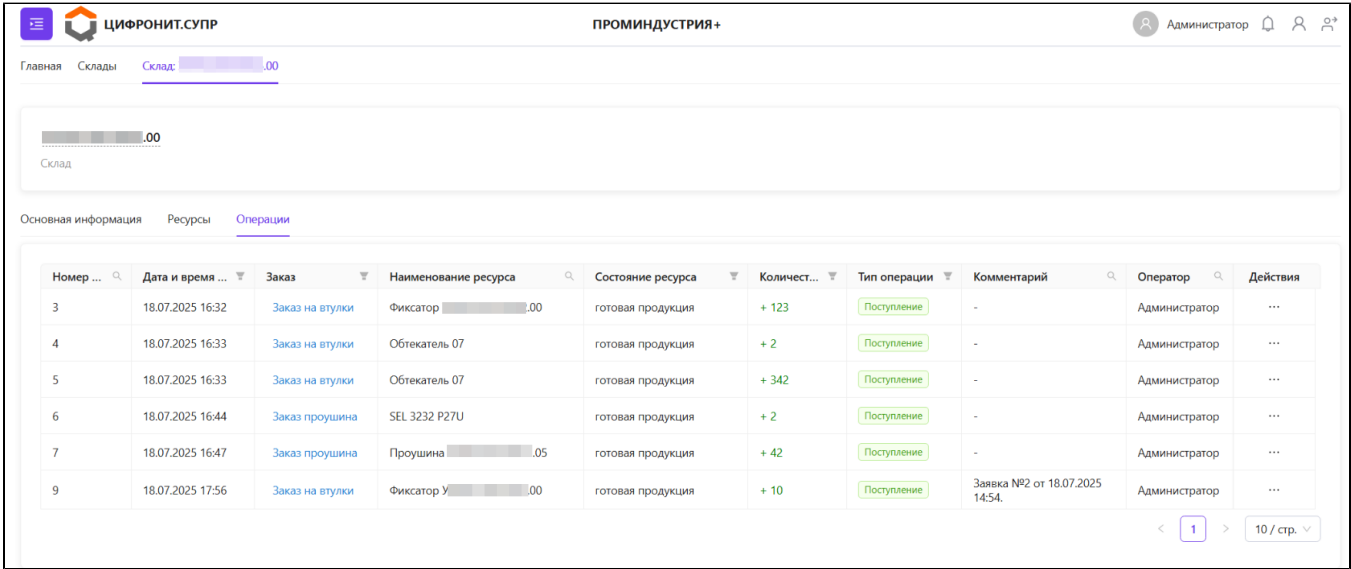 ЦИФРОНИТ.СУПР ПРОМИНДУСТРИЯ+ Администратор
Главная Склады Склад: .00
.00
Склад
Основная информация Ресурсы Операции
Номер ... Дата и время ... Заказ Наименование ресурса Состояние ресурса Количест... Тип операции Комментарий Оператор Действия
3 18.07.2025 16:32 Заказ на втулки Фиксатор .00 готовая продукция + 123 Поступление - Администратор ...
4 18.07.2025 16:33 Заказ на втулки Обтекатель 07 готовая продукция + 2 Поступление - Администратор ...
5 18.07.2025 16:33 Заказ на втулки Обтекатель 07 готовая продукция + 342 Поступление - Администратор ...
6 18.07.2025 16:44 Заказ проушина SEL 3232 P27U готовая продукция + 2 Поступление - Администратор ...
7 18.07.2025 16:47 Заказ проушина Проушина .05 готовая продукция + 42 Поступление - Администратор ...
9 18.07.2025 17:56 Заказ на втулки Фиксатор У .00 готовая продукция + 10 Поступление Заявка №2 от 18.07.2025
14:54. Администратор ...
< 1 > 10 / стр.